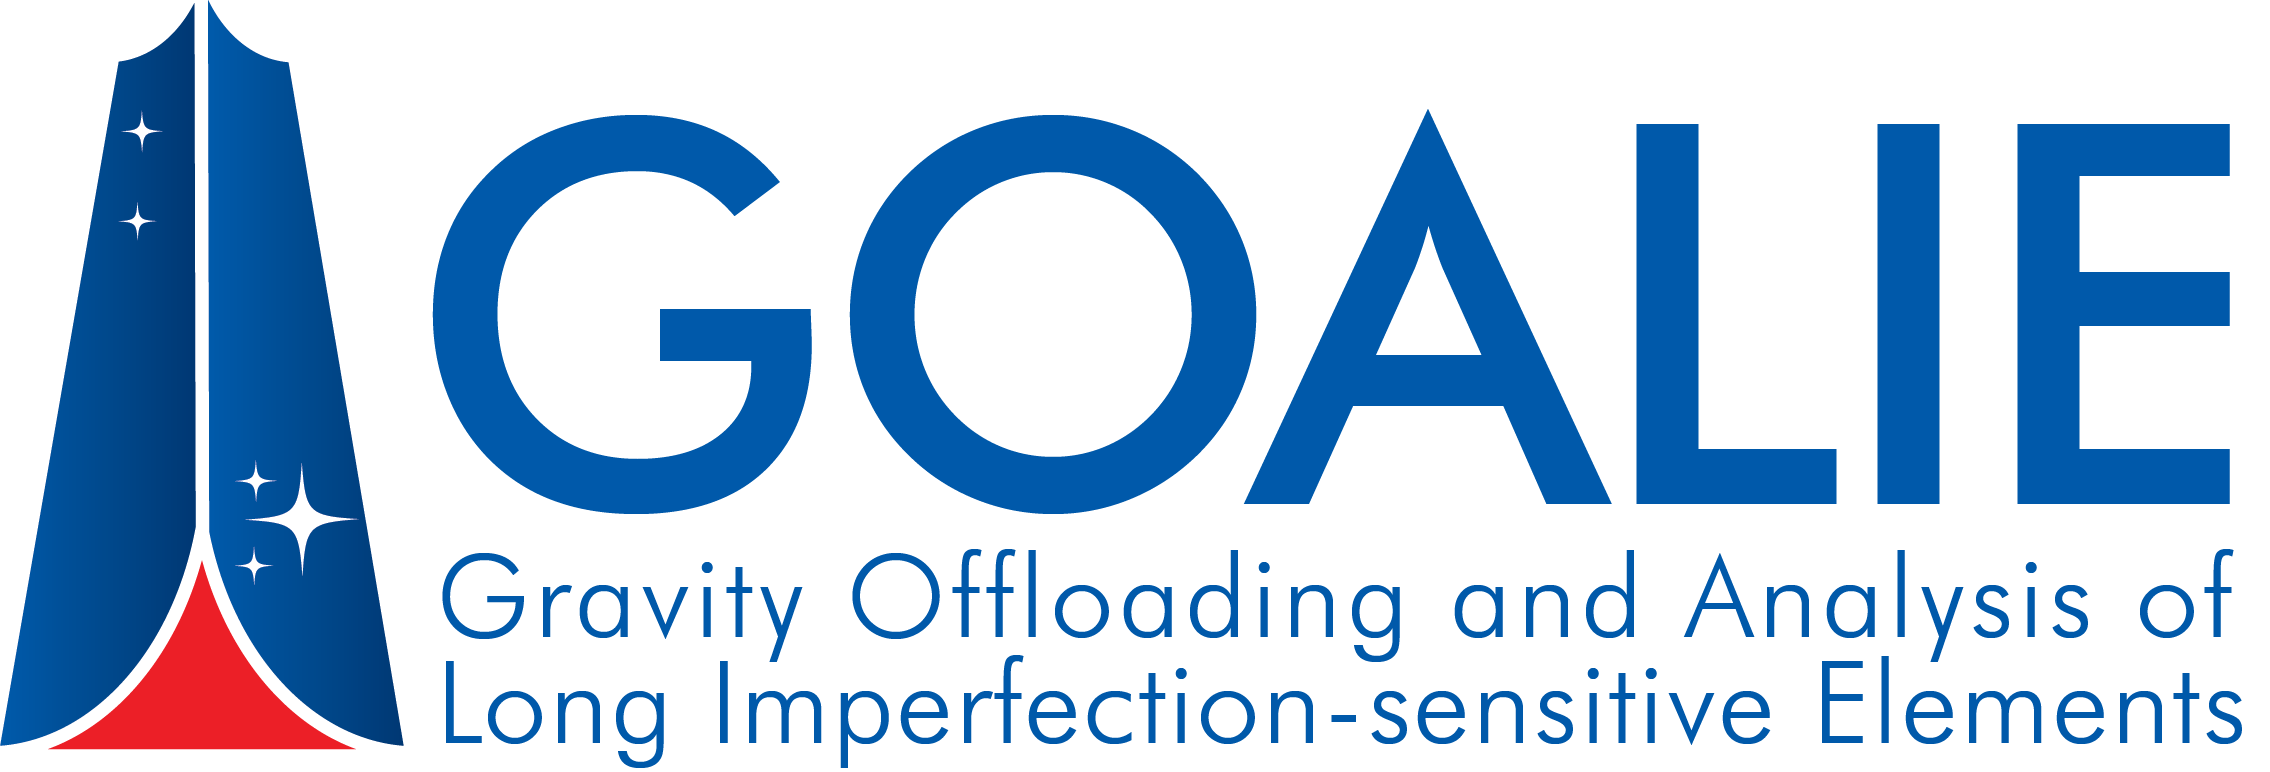 GOALIE
Gravity Offloading and Analysis of
Long Imperfection-sensitive Elements